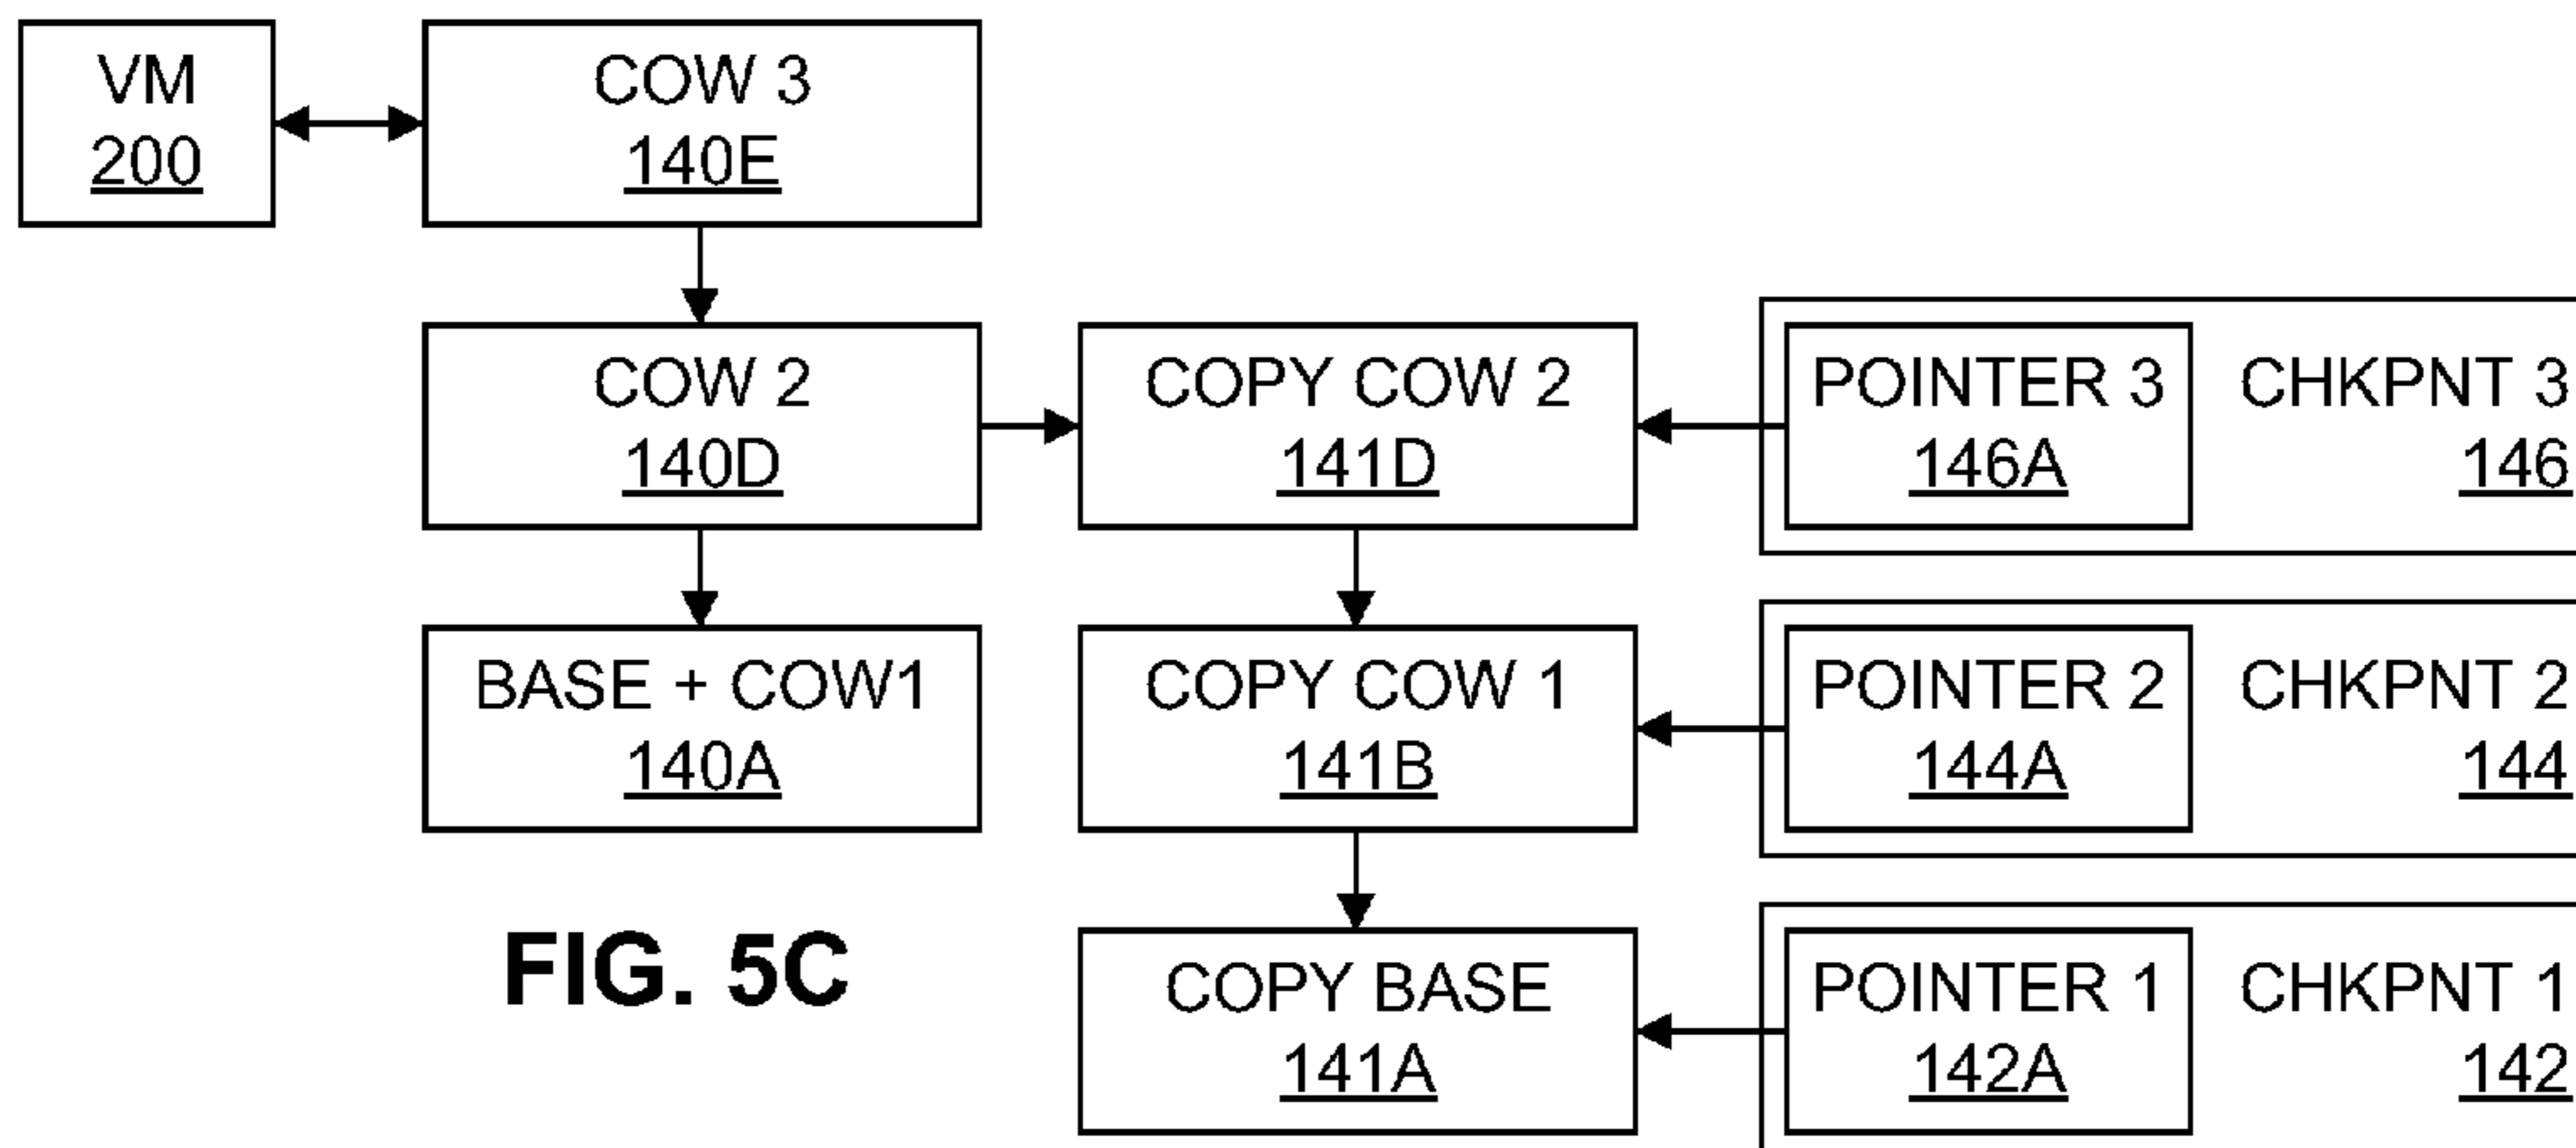 VM
200
COW 3
140E
COW 2
140D
COPY COW 2
141D
POINTER 3
146A
CHKPNT 3
146
BASE + COW1
140A
COPY COW 1
141B
POINTER 2
144A
CHKPNT 2
144
FIG. 5C
COPY BASE
141A
POINTER 1
142A
CHKPNT 1
142